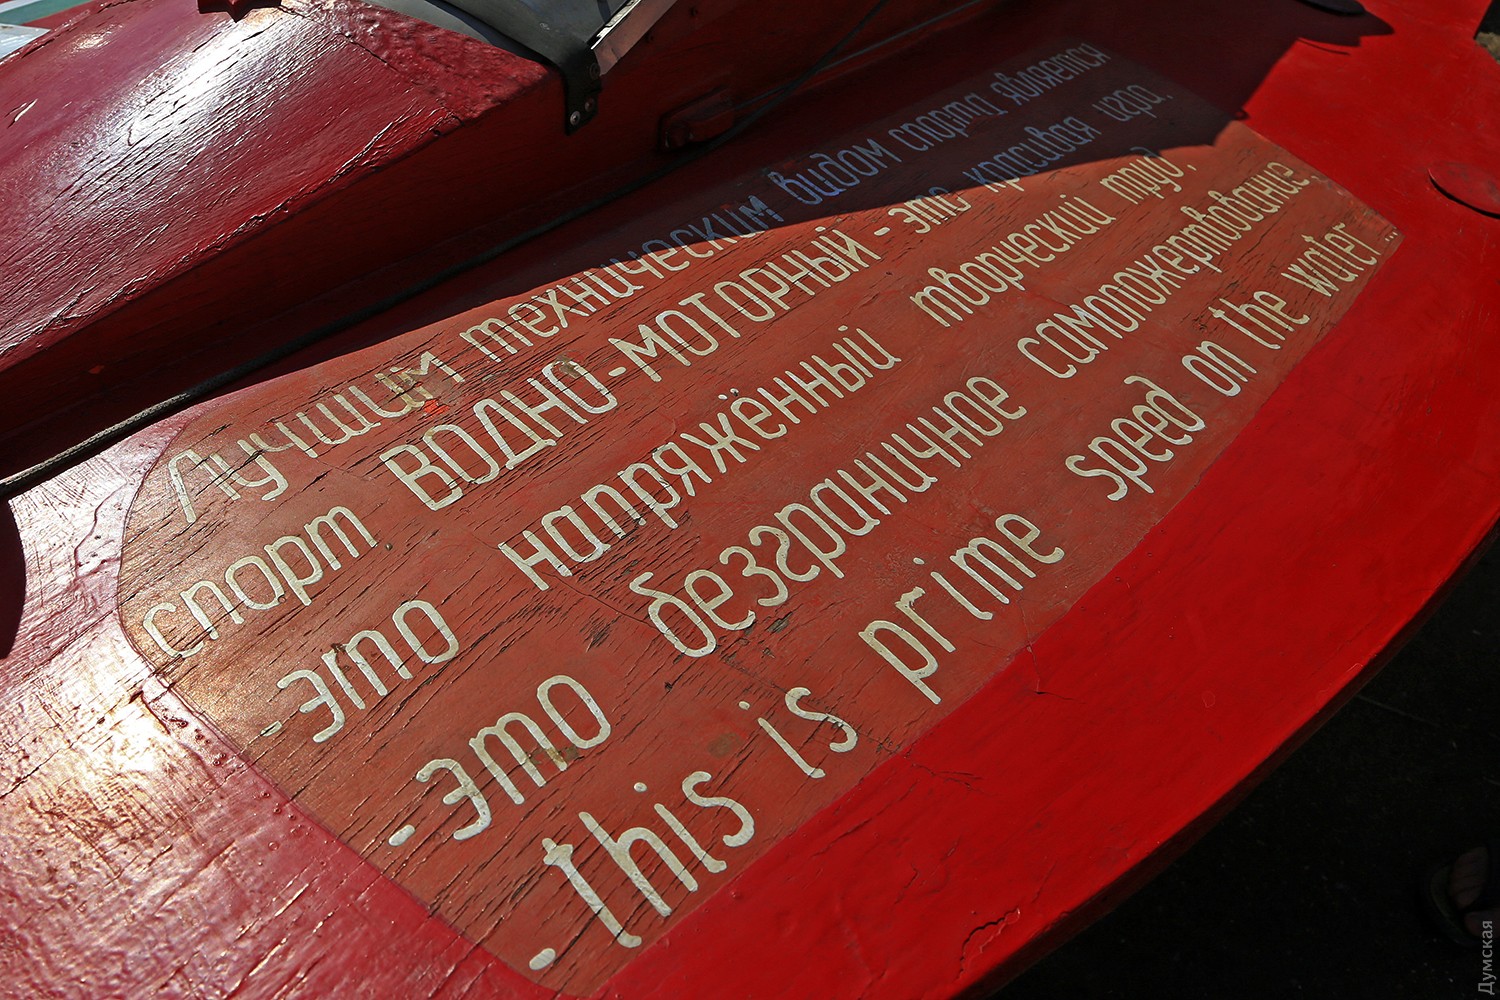 Лучшим техническим видом спорта является
спорт ВОДНО-МОТОРНЫЙ - это красивая игра.
- это напряжённый творческий труд,
- это безграничное самопожертвование.
- this is prime speed on the water ...
Думская